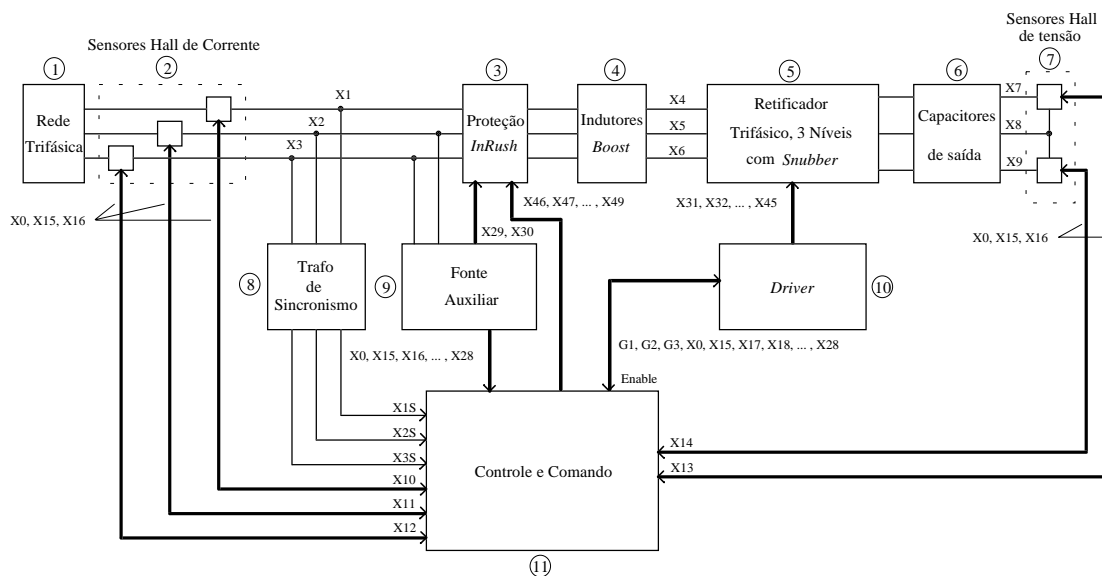 Sensores Hall de Corrente
Sensores Hall
de tensão
1
2
3
4
5
6
7
Rede
Trifásica
X1
X2
X3
Proteção
InRush
Indutores
Boost
X4
X5
X6
Retificador
Trifásico, 3 Níveis
com Snubber
Capacitores
de saída
X7
X8
X9
X0, X15, X16
X46, X47, ... , X49
X29, X30
X31, X32, ... , X45
X0, X15, X16
8
Trafo
de
Sincronismo
9
Fonte
Auxiliar
Driver
10
X0, X15, X16, ... , X28
G1, G2, G3, X0, X15, X17, X18, ... , X28
Enable
X1S
X2S
X3S
X10
X11
X12
Controle e Comando
X14
X13
11